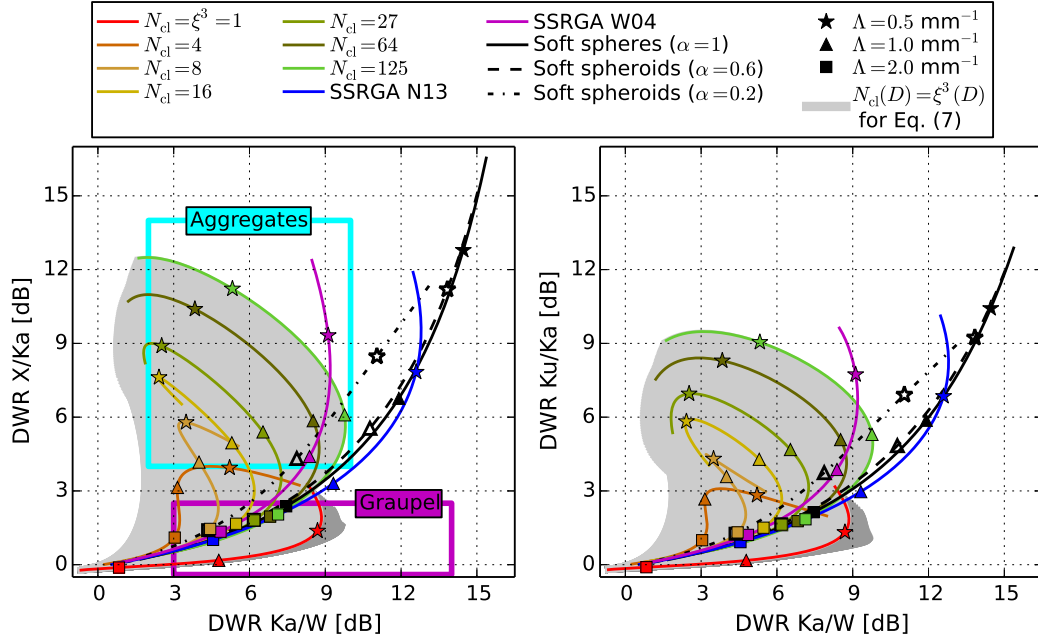 N_cl=ξ³=1
N_cl=4
N_cl=8
N_cl=16
N_cl=27
N_cl=64
N_cl=125
SSRGA N13
SSRGA W04
Soft spheres (α=1)
Soft spheroids (α=0.6)
Soft spheroids (α=0.2)
Λ=0.5 mm⁻¹
Λ=1.0 mm⁻¹
Λ=2.0 mm⁻¹
N_cl(D)=ξ³(D)
for Eq. (7)
DWR X/Ka [dB]
15
12
9
6
3
0
Aggregates
Graupel
0 3 6 9 12 15
DWR Ka/W [dB]
DWR Ku/Ka [dB]
15
12
9
6
3
0
0 3 6 9 12 15
DWR Ka/W [dB]